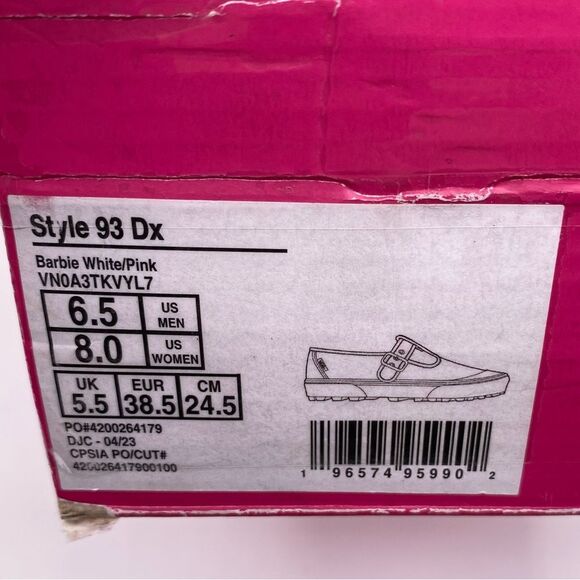 Style 93 Dx
Barbie White/Pink
VN0A3TKVYL7
6.5 US MEN
8.0 US WOMEN
UK EUR CM
5.5 38.5 24.5
PO#4200264179
DJC - 04/23
CPSIA PO/CUT#
420026417900100
1 96574 95990 2